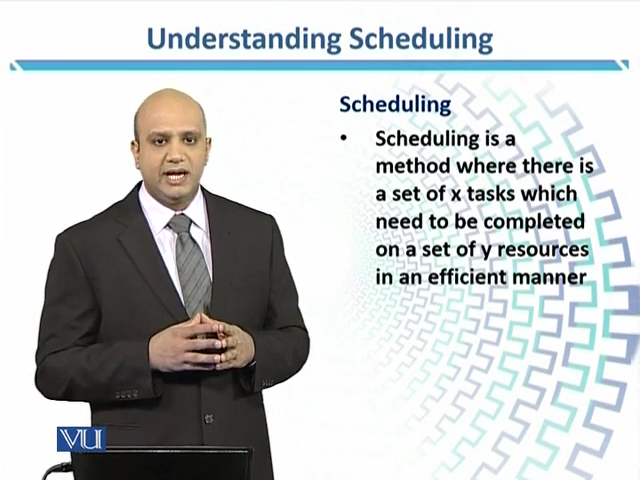 Understanding Scheduling
Scheduling
• Scheduling is a
method where there is
a set of x tasks which
need to be completed
on a set of y resources
in an efficient manner
VU